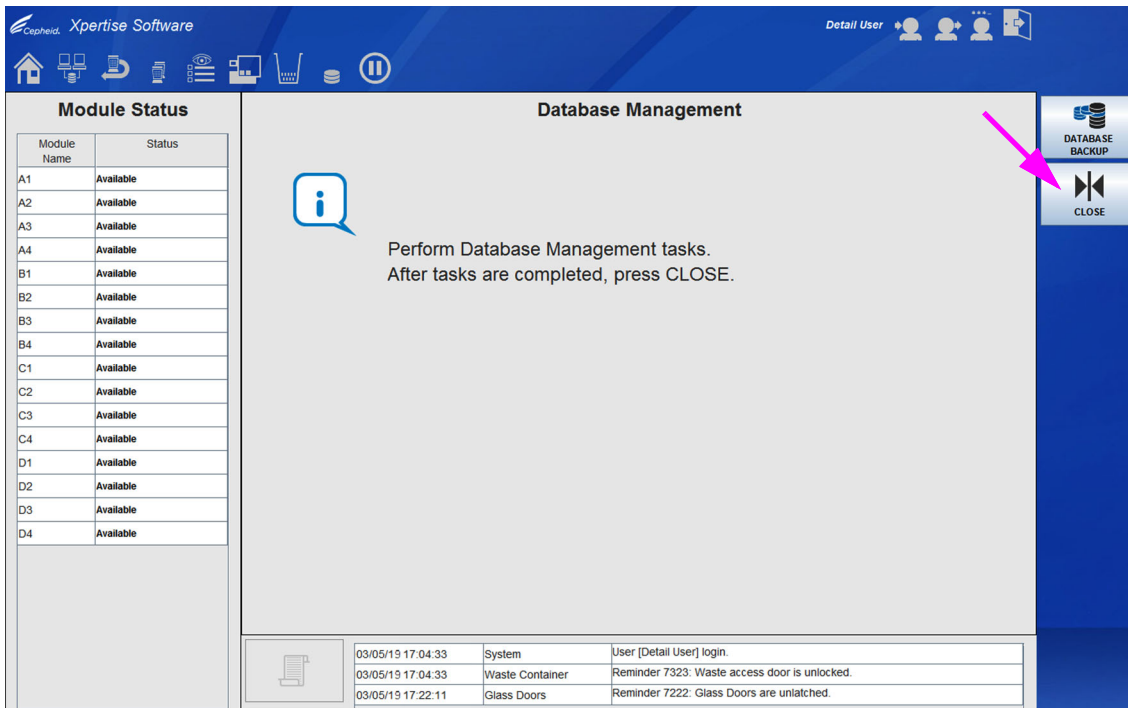 Cepheid. Xpertise Software
Detail User
Module Status
Database Management
Module Name
Status
A1 Available
A2 Available
A3 Available
A4 Available
B1 Available
B2 Available
B3 Available
B4 Available
C1 Available
C2 Available
C3 Available
C4 Available
D1 Available
D2 Available
D3 Available
D4 Available
Perform Database Management tasks.
After tasks are completed, press CLOSE.
DATABASE
BACKUP
CLOSE
03/05/19 17:04:33 System User [Detail User] login.
03/05/19 17:04:33 Waste Container Reminder 7323: Waste access door is unlocked.
03/05/19 17:22:11 Glass Doors Reminder 7222: Glass Doors are unlatched.